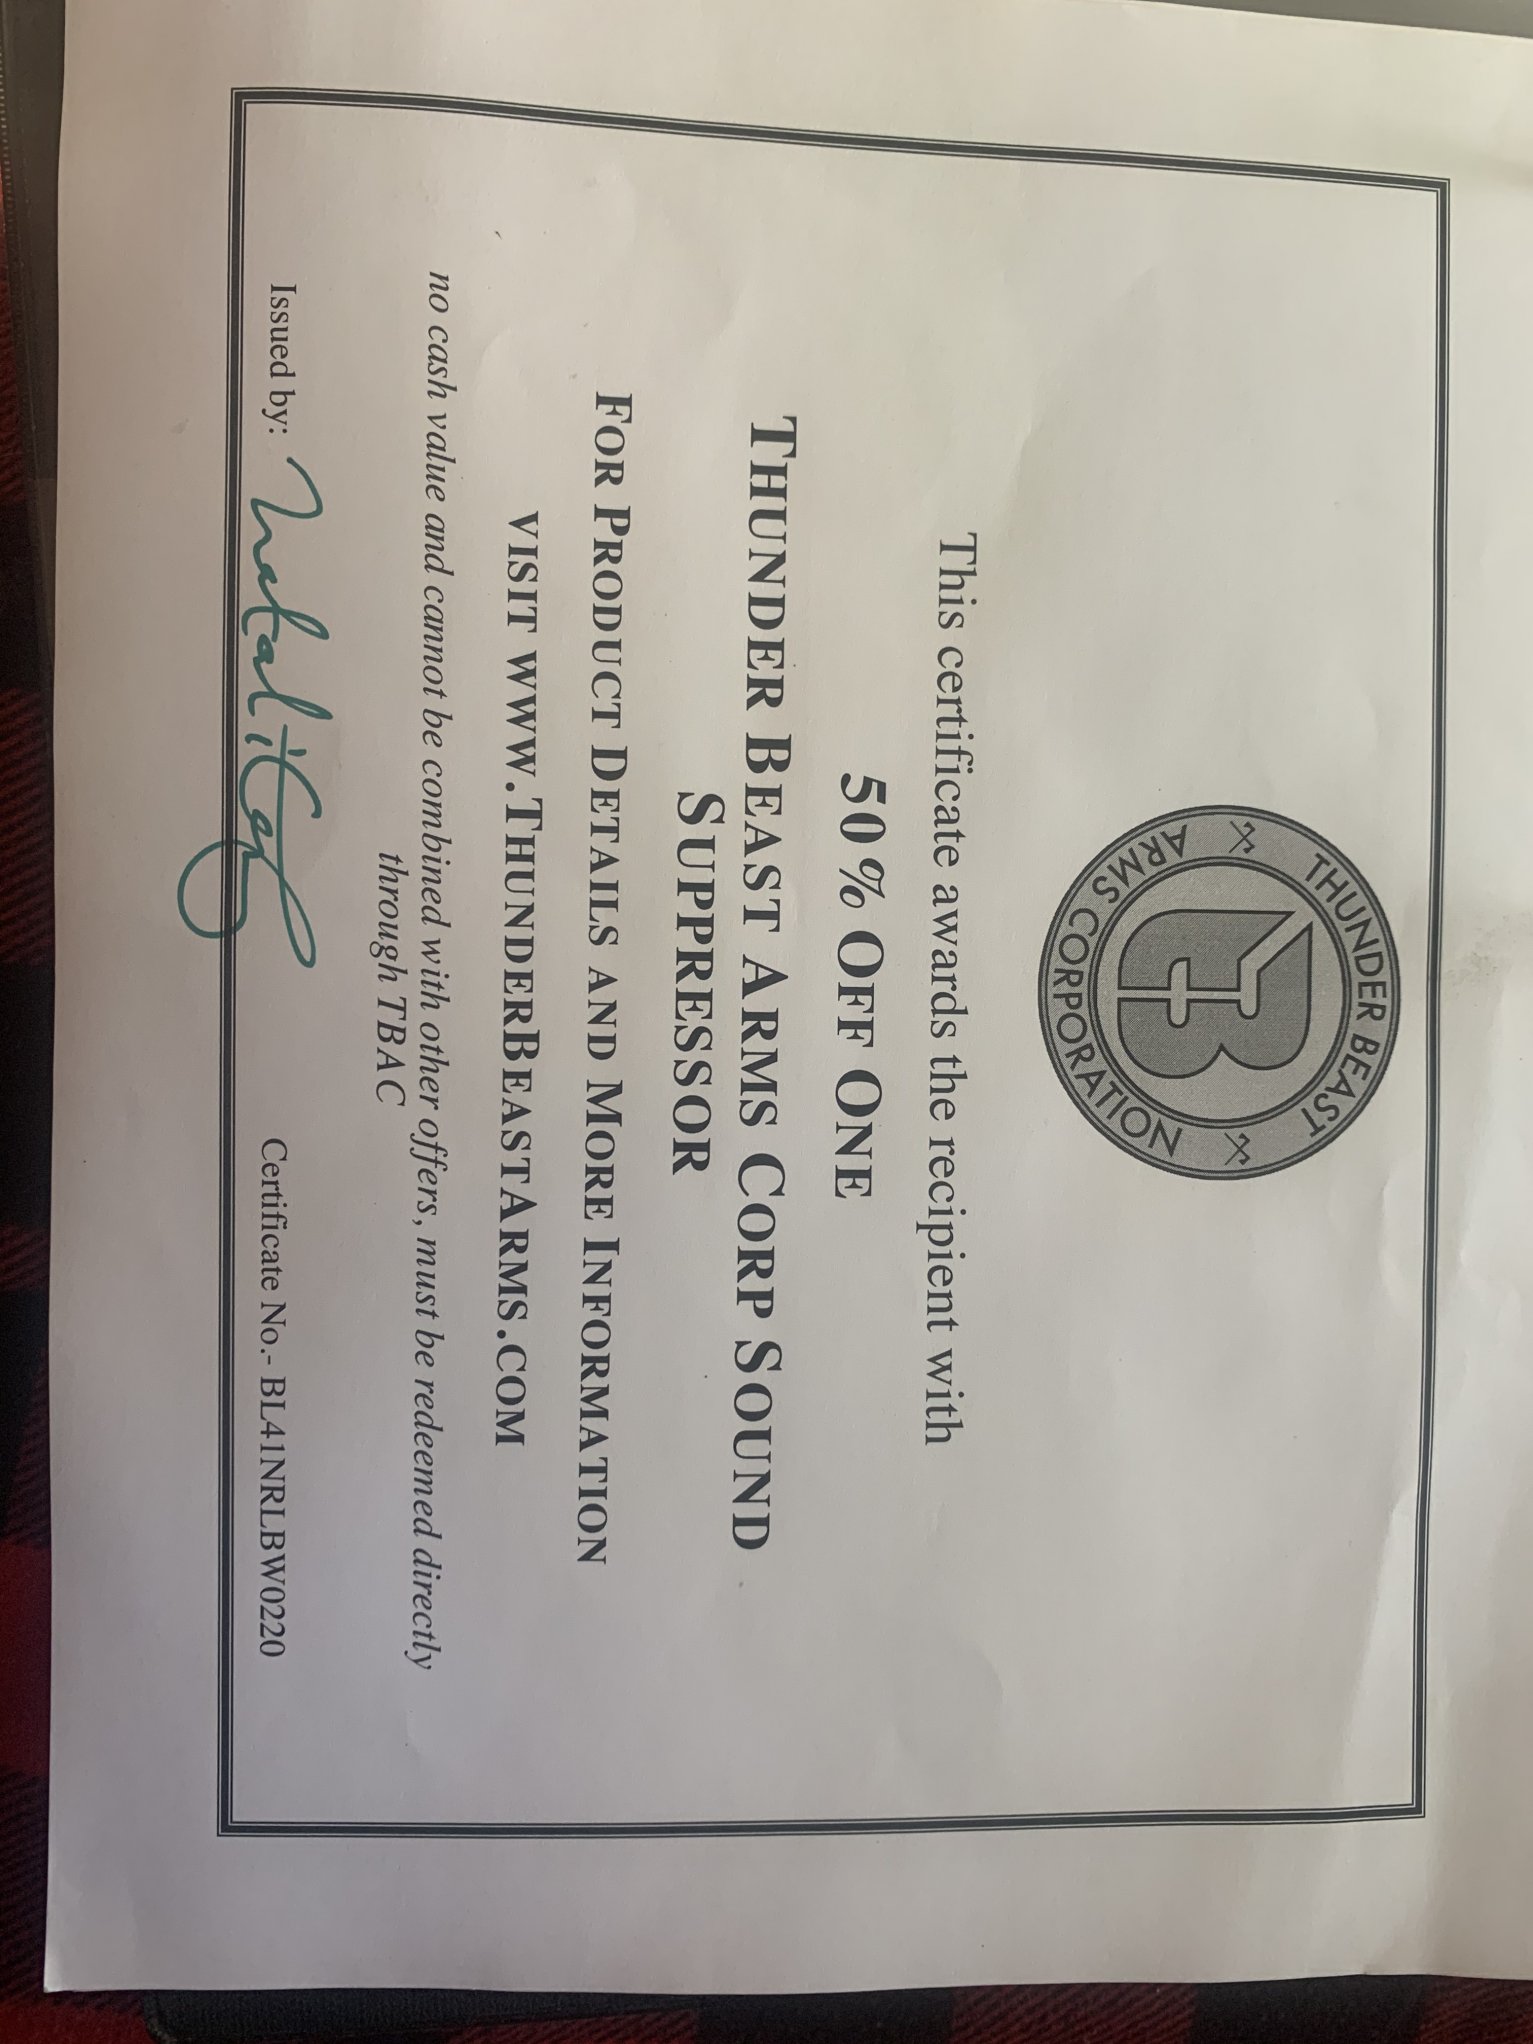 THUNDER BEAST
ARMS CORPORATION
This certificate awards the recipient with
50% OFF ONE
THUNDER BEAST ARMS CORP SOUND
SUPPRESSOR
FOR PRODUCT DETAILS AND MORE INFORMATION
VISIT WWW.THUNDERBEASTARMS.COM
no cash value and cannot be combined with other offers, must be redeemed directly
through TBAC
Issued by:
Certificate No.- BL41NRLBW0220